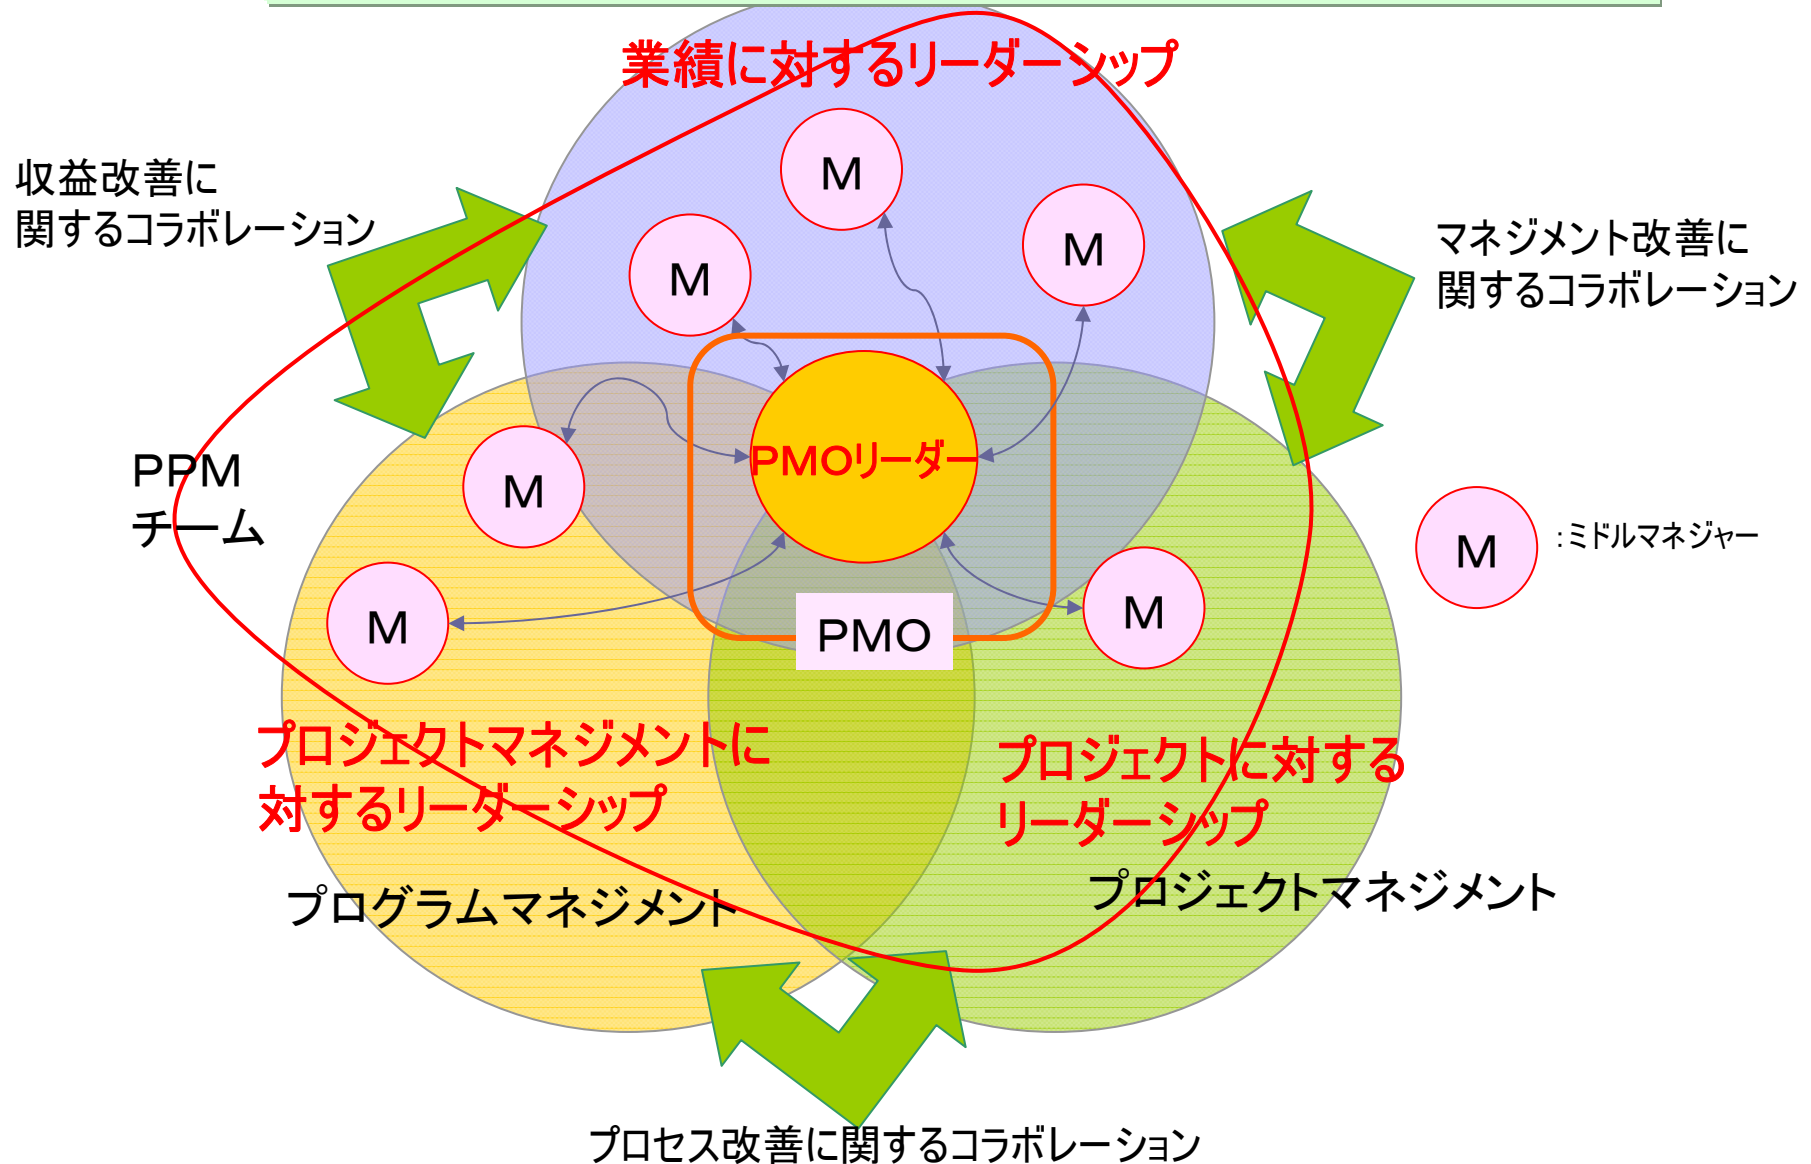 業績に対するリーダーシップ
収益改善に
関するコラボレーション
マネジメント改善に
関するコラボレーション
M
M
M
M
M
M
PMOリーダー
PMO
PPM
チーム
M
:ミドルマネジャー
プロジェクトマネジメントに
対するリーダーシップ
プロジェクトに対する
リーダーシップ
プログラムマネジメント
プロジェクトマネジメント
プロセス改善に関するコラボレーション